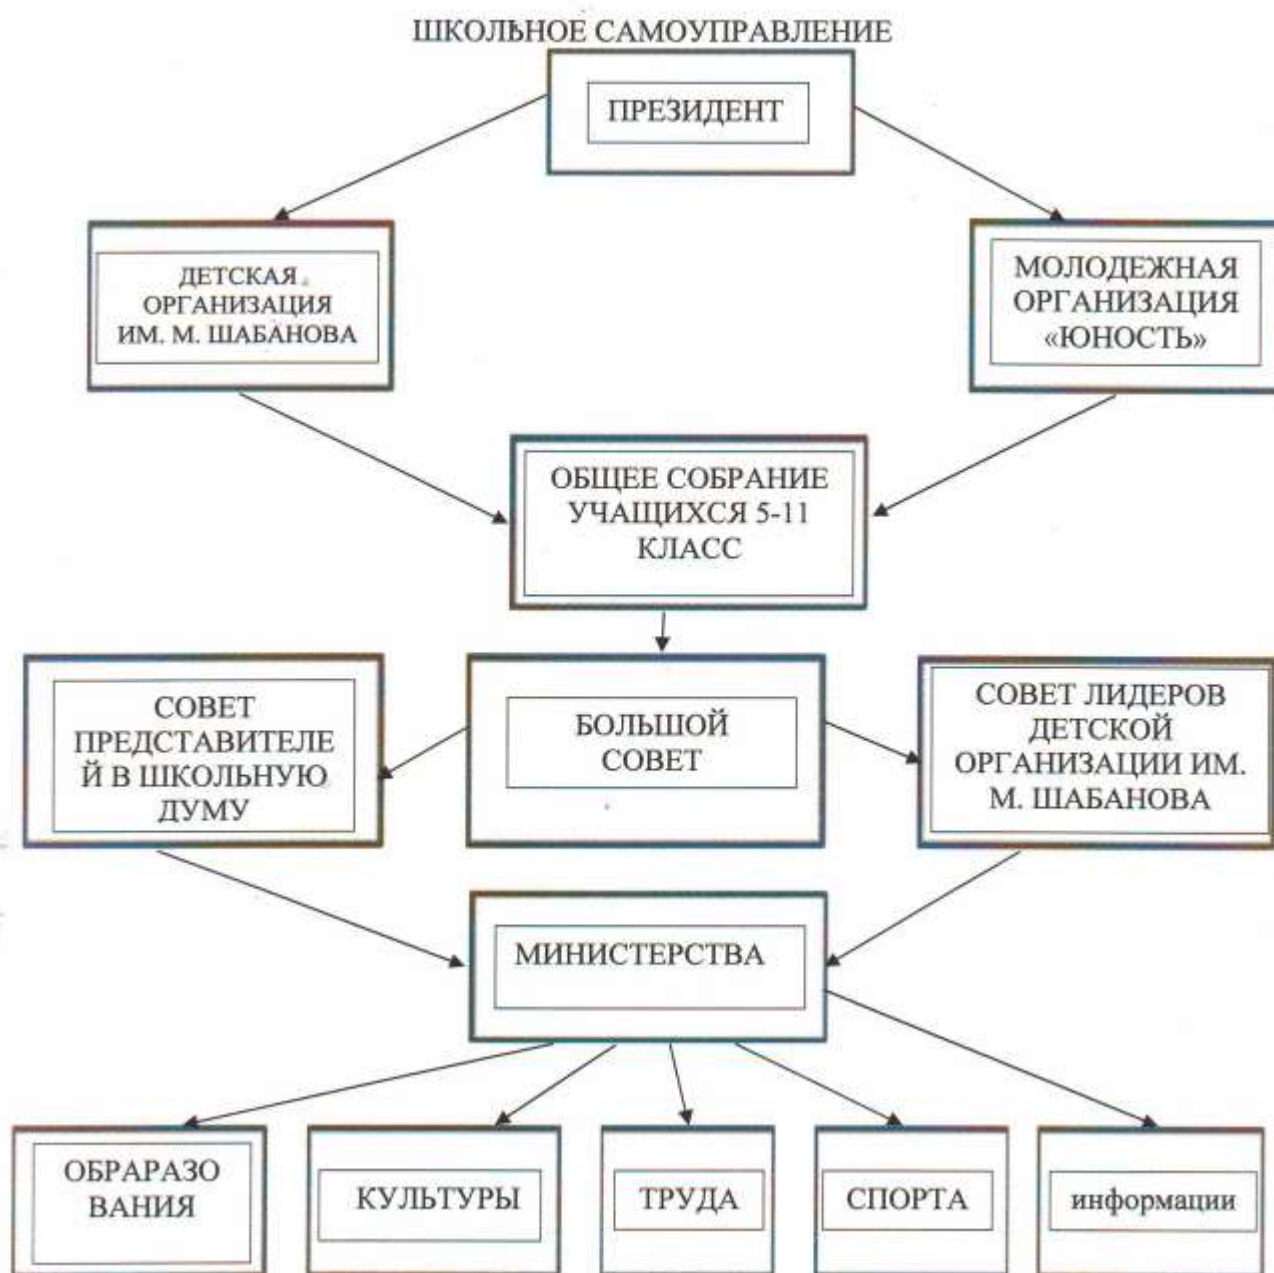 ШКОЛЬНОЕ САМОУПРАВЛЕНИЕ
ПРЕЗИДЕНТ
ДЕТСКАЯ
ОРГАНИЗАЦИЯ
ИМ. М. ШАБАНОВА
МОЛОДЕЖНАЯ
ОРГАНИЗАЦИЯ
«ЮНОСТЬ»
ОБЩЕЕ СОБРАНИЕ
УЧАЩИХСЯ 5-11
КЛАСС
СОВЕТ
ПРЕДСТАВИТЕЛЕ
Й В ШКОЛЬНУЮ
ДУМУ
БОЛЬШОЙ
СОВЕТ
СОВЕТ ЛИДЕРОВ
ДЕТСКОЙ
ОРГАНИЗАЦИИ ИМ.
М. ШАБАНОВА
МИНИСТЕРСТВА
ОБРАРАЗО
ВАНИЯ
КУЛЬТУРЫ
ТРУДА
СПОРТА
информации